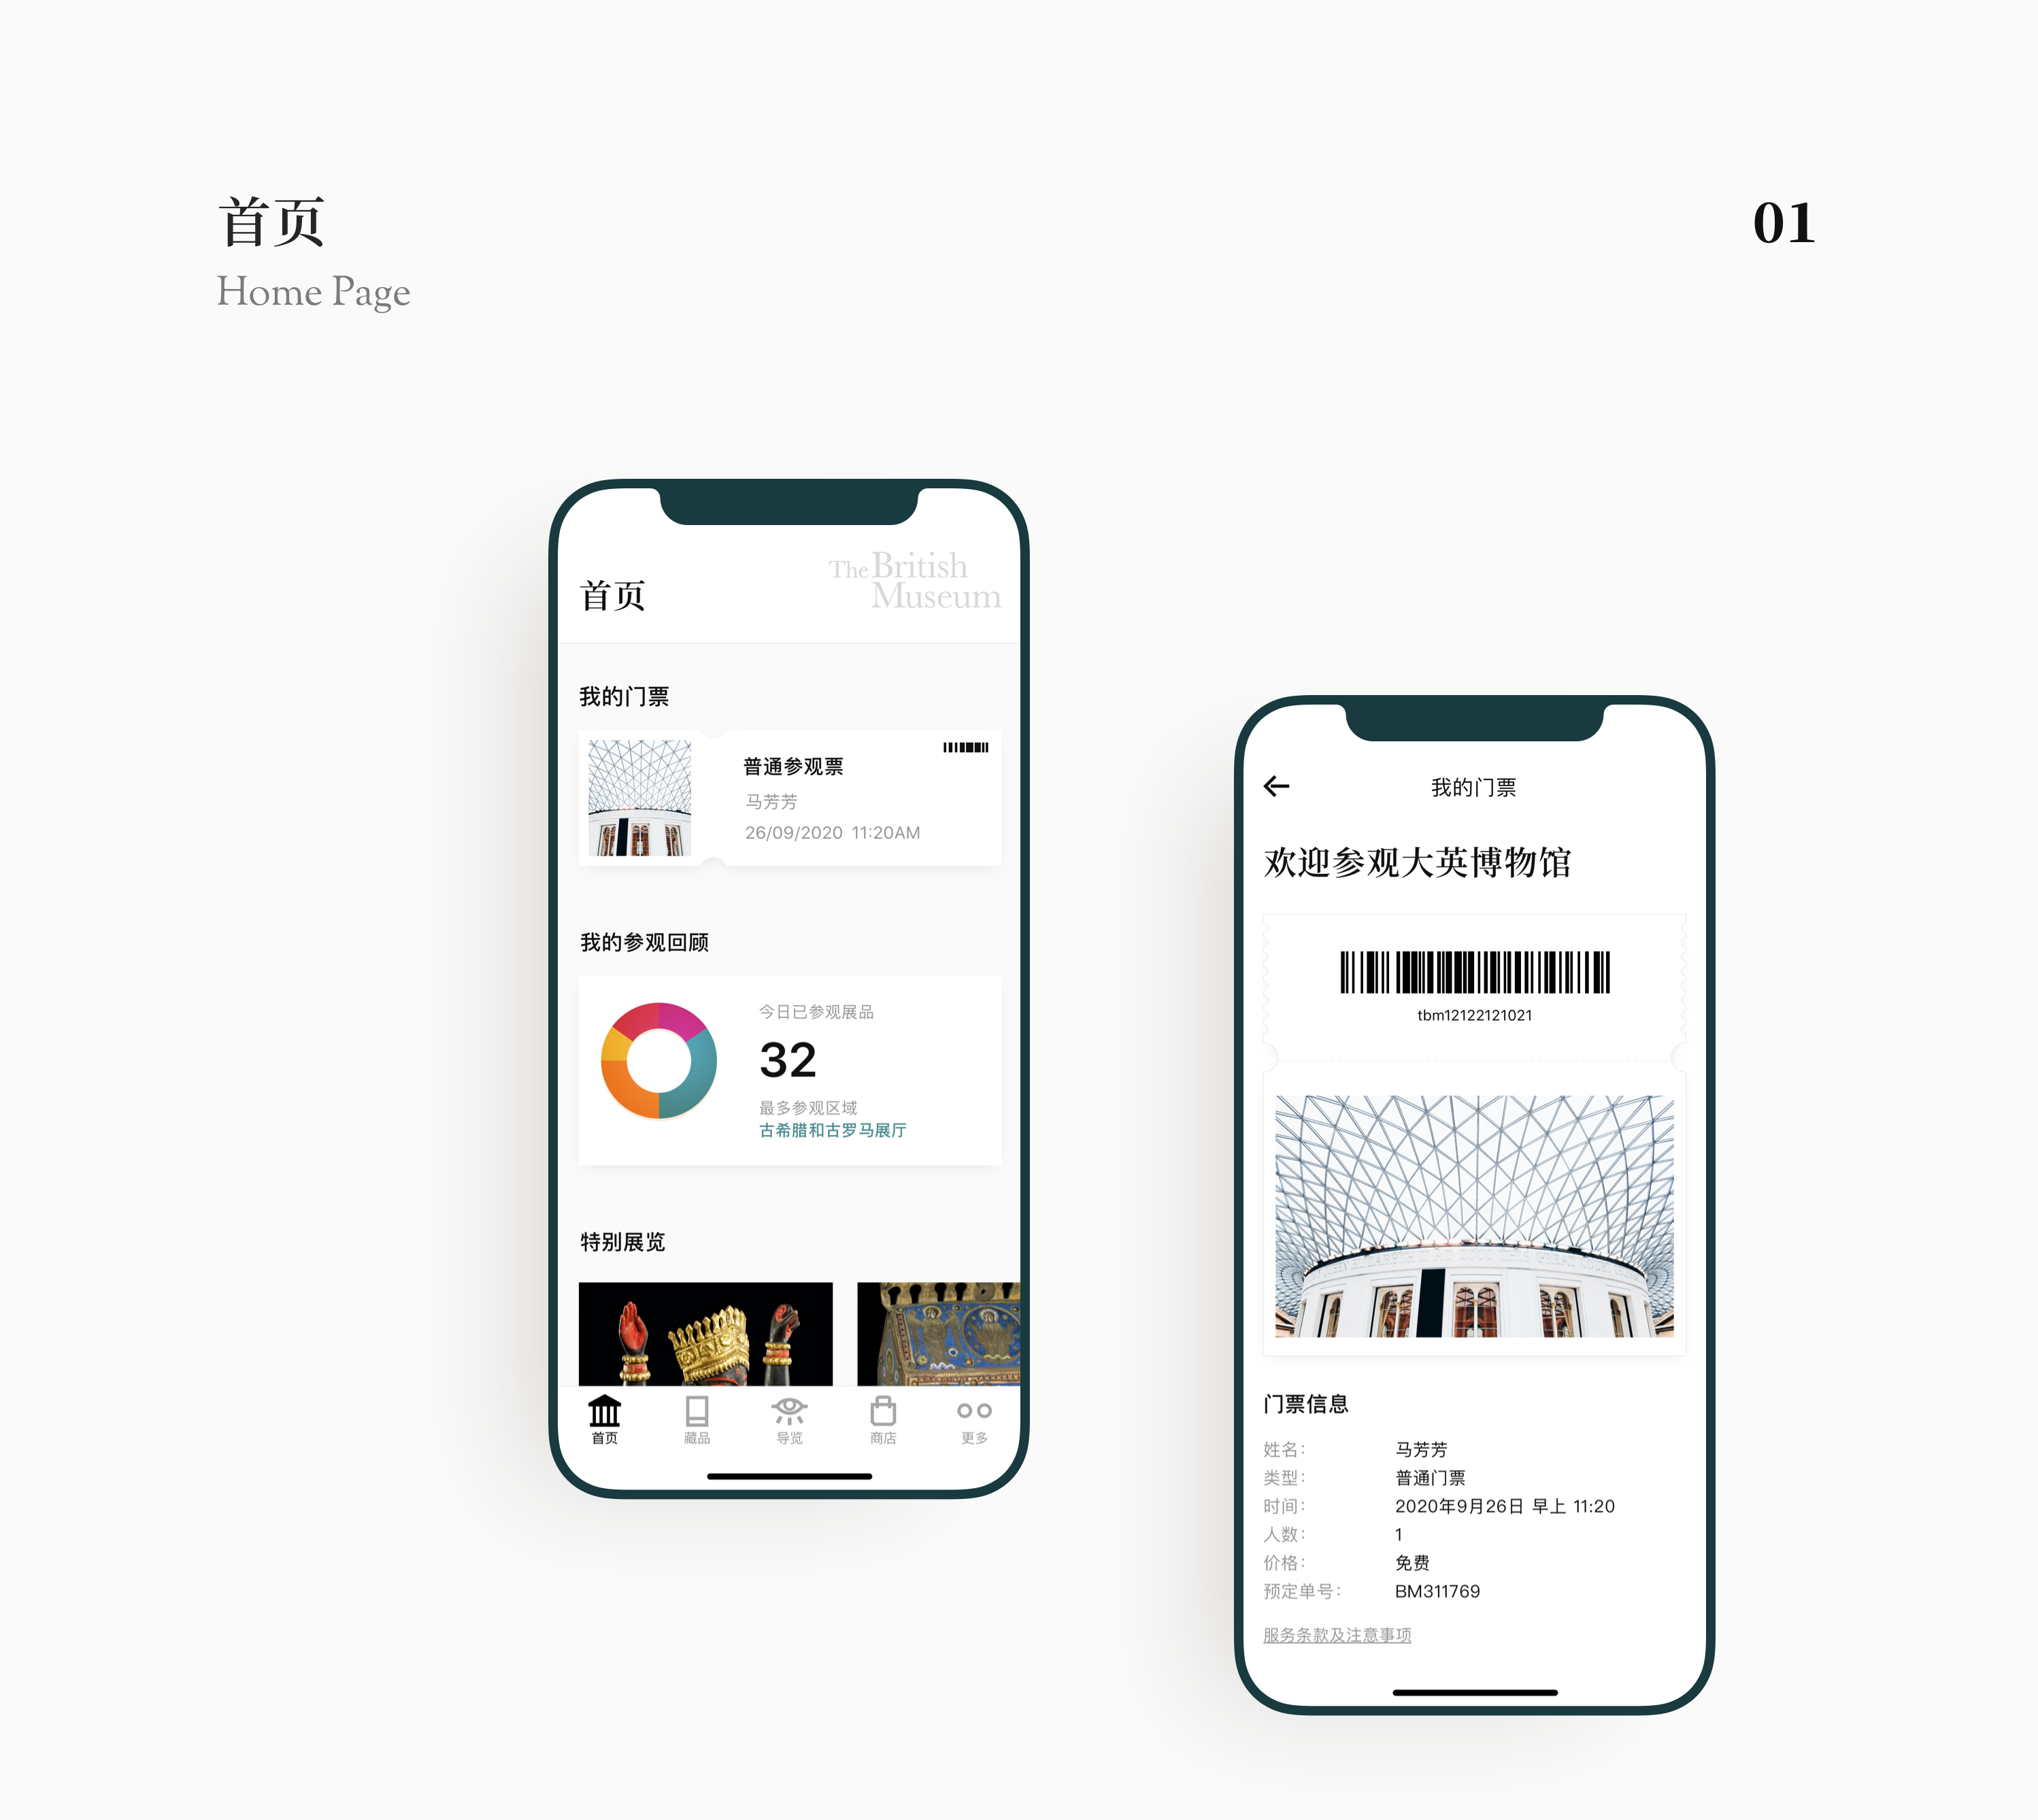 首页
Home Page
01
The British
Museum
首页
我的门票
普通参观票
马芳芳
26/09/2020 11:20AM
我的参观回顾
今日已参观展品
32
最多参观区域
古希腊和古罗马展厅
特别展览
首页
藏品
导览
商店
更多
我的门票
欢迎参观大英博物馆
tbm12122121021
门票信息
姓名: 马芳芳
类型: 普通门票
时间: 2020年9月26日 早上 11:20
人数: 1
价格: 免费
预定单号: BM311769
服务条款及注意事项